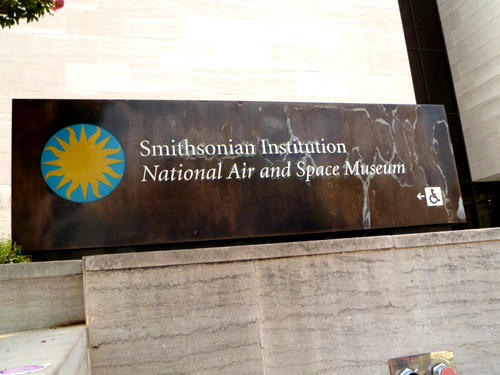 Smithsonian Institution
National Air and Space Museum